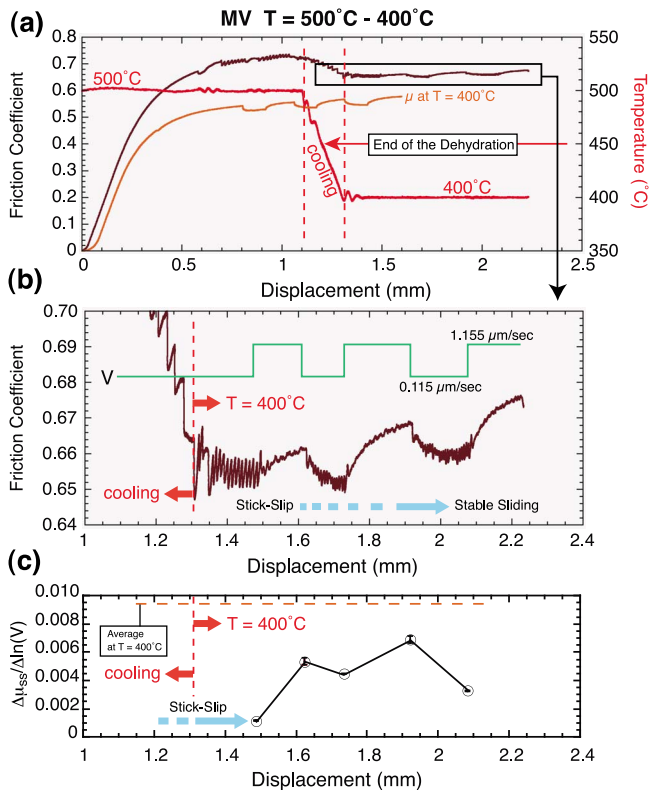 MV T = 500˚C - 400˚C
(a)
0.8
0.7
0.6
0.5
0.4
0.3
0.2
0.1
0
Friction Coefficient
550
500
450
400
350
Temperature (˚C)
500˚C
μ at T = 400˚C
End of the Dehydration
cooling
400˚C
0
0.5
1
1.5
2
2.5
Displacement (mm)
(b)
0.70
0.69
0.68
0.67
0.66
0.65
0.64
Friction Coefficient
1.155 μm/sec
V
0.115 μm/sec
T = 400˚C
cooling
Stick-Slip
Stable Sliding
1
1.2
1.4
1.6
1.8
2
2.2
2.4
Displacement (mm)
(c)
0.010
0.008
0.006
0.004
0.002
0
Δμss/Δln(V)
Average
at T = 400˚C
T = 400˚C
cooling
Stick-Slip
1
1.2
1.4
1.6
1.8
2
2.2
2.4
Displacement (mm)